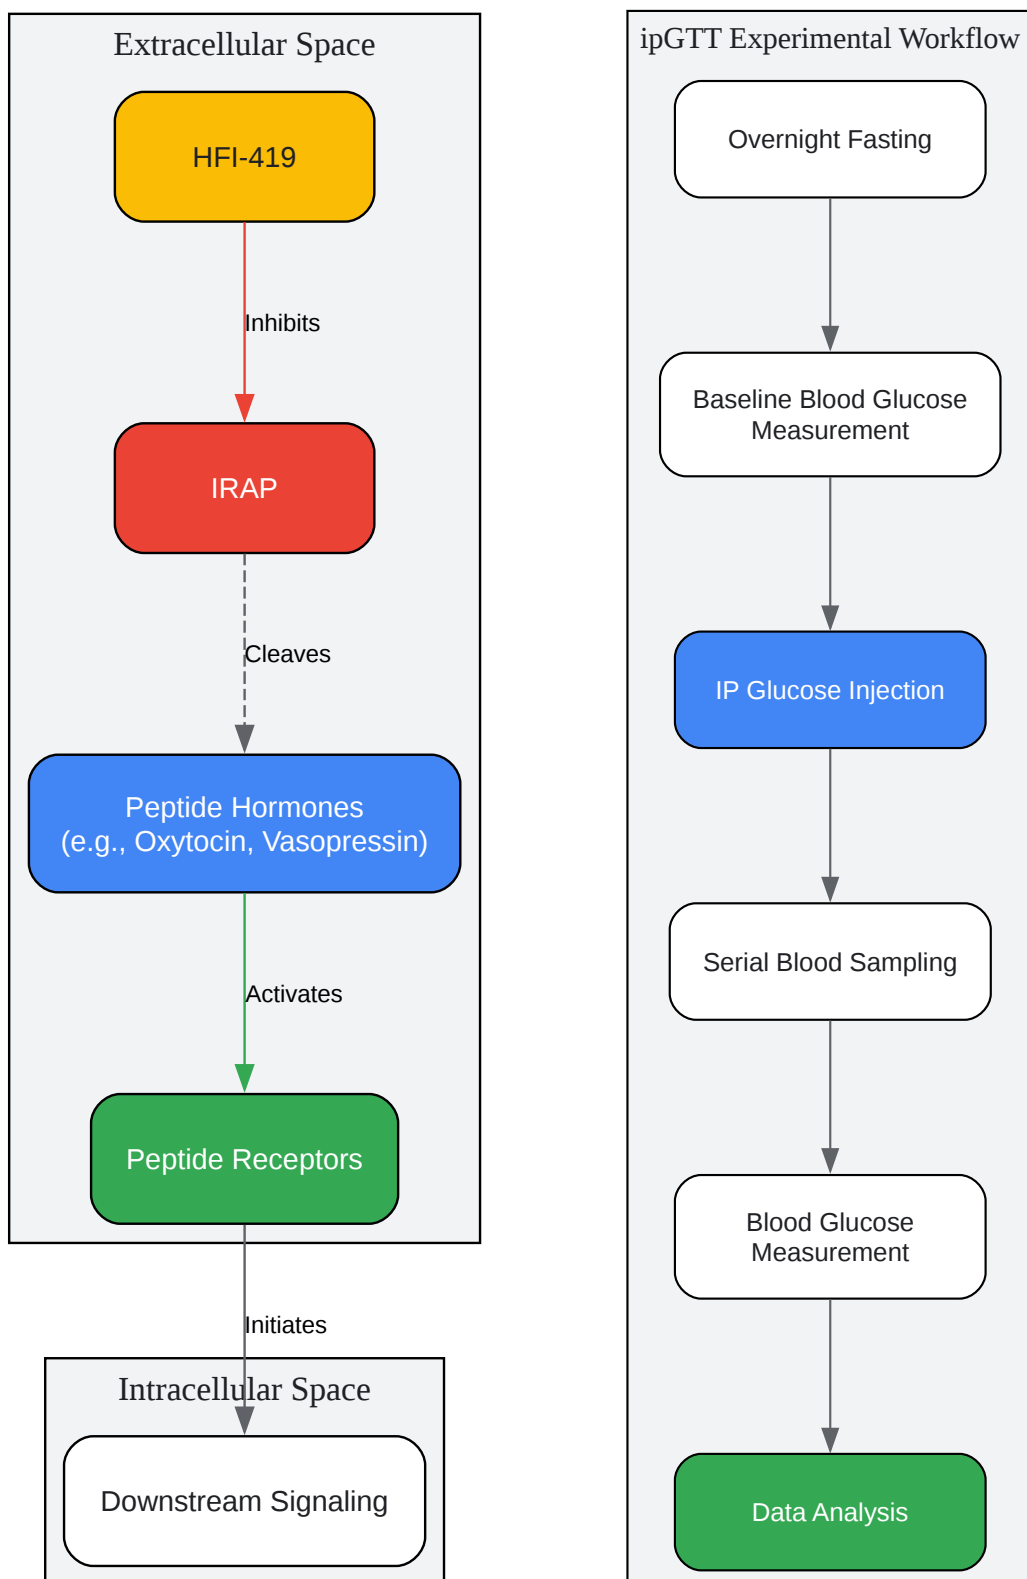 Extracellular Space
HFI-419
Inhibits
IRAP
Cleaves
Peptide Hormones
(e.g., Oxytocin, Vasopressin)
Activates
Peptide Receptors
Initiates
Intracellular Space
Downstream Signaling
ipGTT Experimental Workflow
Overnight Fasting
Baseline Blood Glucose
Measurement
IP Glucose Injection
Serial Blood Sampling
Blood Glucose
Measurement
Data Analysis